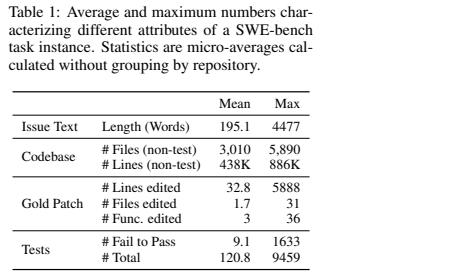 Table 1: Average and maximum numbers char-
acterizing different attributes of a SWE-bench
task instance. Statistics are micro-averages cal-
culated without grouping by repository.
Mean Max
Issue Text Length (Words) 195.1 4477
Codebase # Files (non-test) 3,010 5,890
# Lines (non-test) 438K 886K
Gold Patch # Lines edited 32.8 5888
# Files edited 1.7 31
# Func. edited 3 36
Tests # Fail to Pass 9.1 1633
# Total 120.8 9459